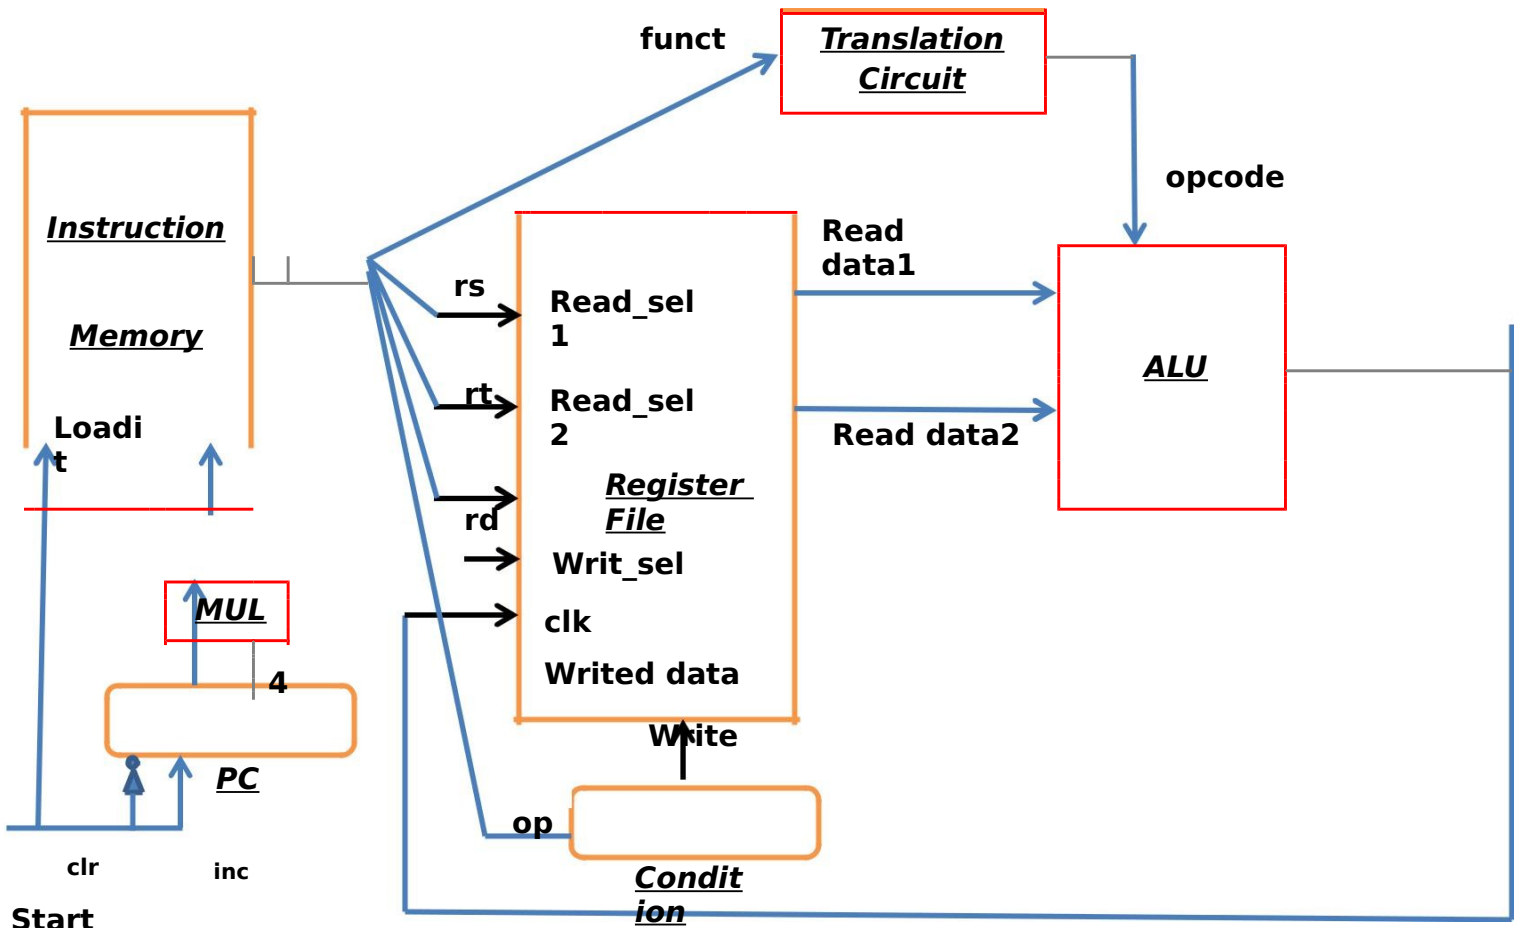 funct
Translation
Circuit
opcode
Instruction
Memory
Loadi
t
rs
rt
rd
Read_sel
1
Read_sel
2
Register
File
Writ_sel
clk
Writed data
Write
Read
data1
Read data2
ALU
MUL
4
PC
op
Condit
ion
clr
inc
Start